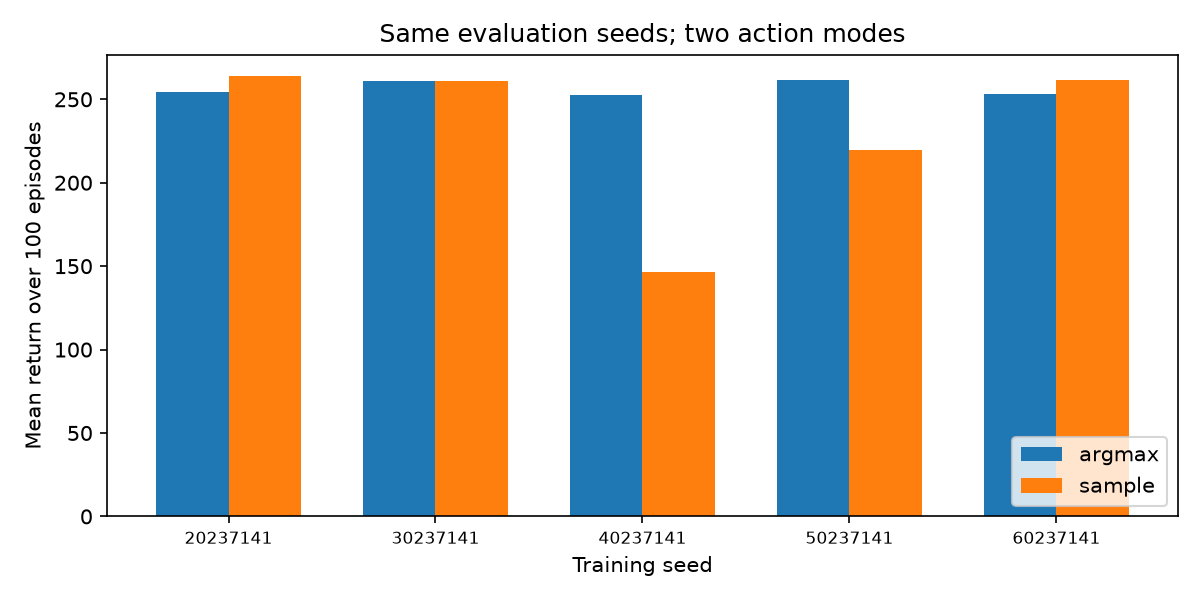 Same evaluation seeds; two action modes
Mean return over 100 episodes
250
200
150
100
50
0
argmax
sample
20237141 30237141 40237141 50237141 60237141
Training seed